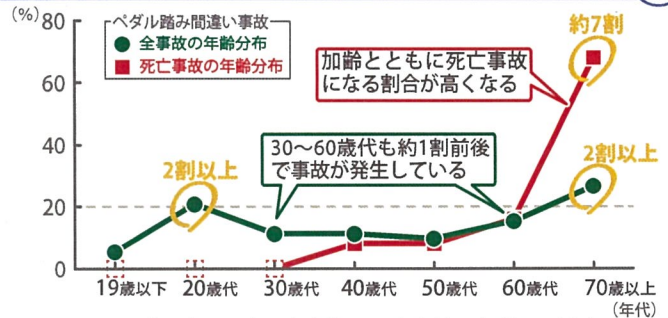 (%)
ペダル踏み間違い事故
全事故の年齢分布
死亡事故の年齢分布
80
60
40
20
0
加齢とともに死亡事故
になる割合が高くなる
約7割
30〜60歳代も約1割前後
で事故が発生している
2割以上
2割以上
19歳以下 20歳代 30歳代 40歳代 50歳代 60歳代 70歳以上
(年代)